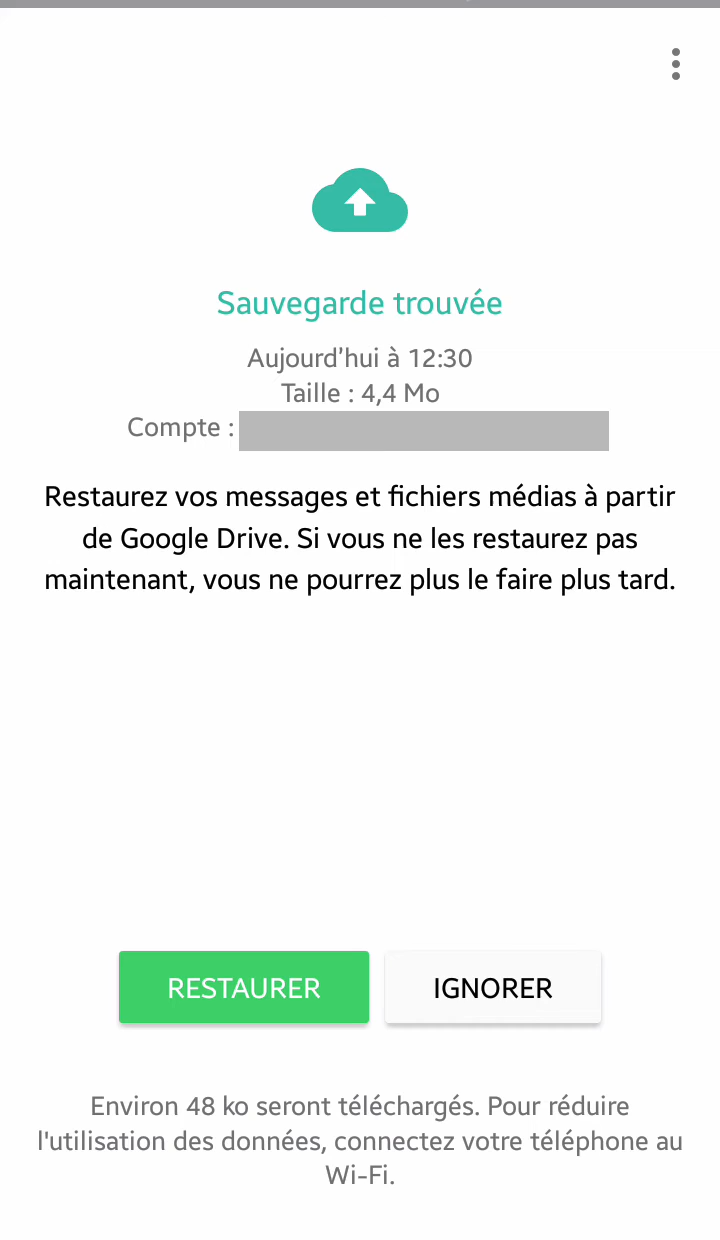 Sauvegarde trouvée
Aujourd’hui à 12:30
Taille : 4,4 Mo
Compte :
Restaurez vos messages et fichiers médias à partir
de Google Drive. Si vous ne les restaurez pas
maintenant, vous ne pourrez plus le faire plus tard.
RESTAURER
IGNORER
Environ 48 ko seront téléchargés. Pour réduire
l'utilisation des données, connectez votre téléphone au
Wi-Fi.